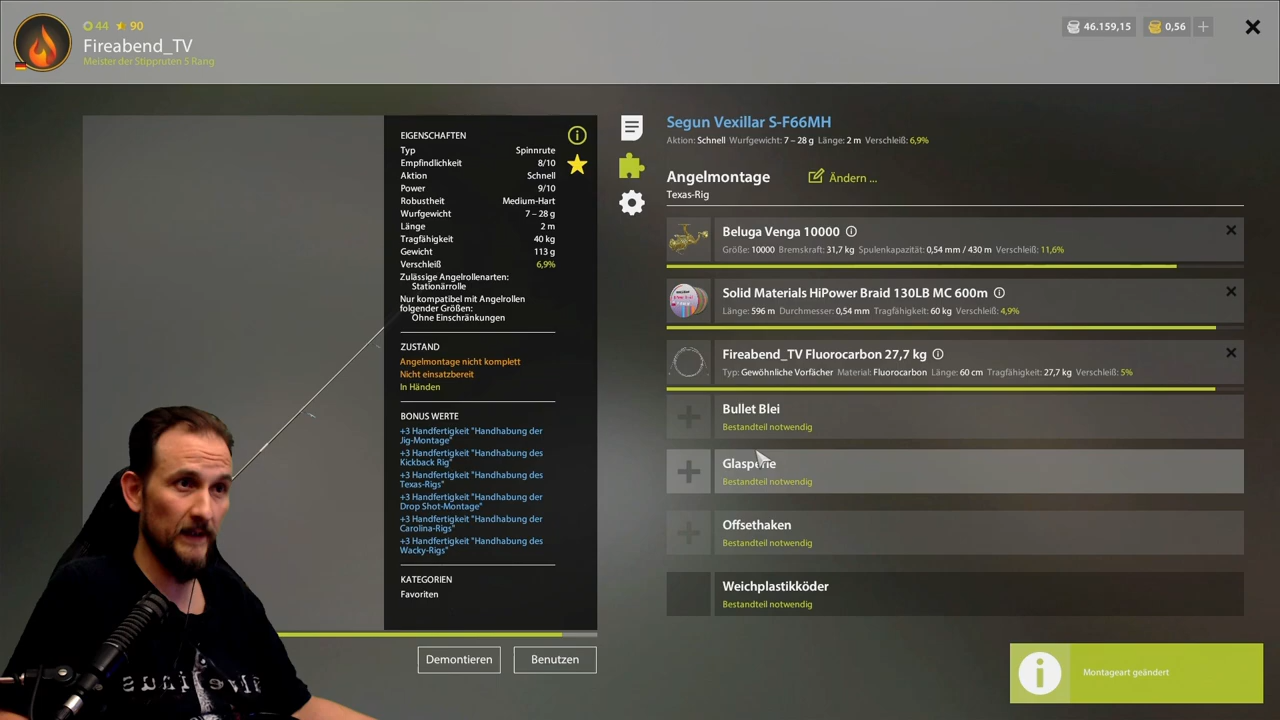 44 90
Fireabend_TV
Meister der Stippruten S Rang
46.159,15
0,56
EIGENSCHAFTEN
Typ Spinnrute
Empfindlichkeit 8/10
Aktion Schnell
Power 9/10
Robustheit Medium-Hart
Wurfgewicht 7 – 28 g
Länge 2 m
Tragfähigkeit 40 kg
Gewicht 113 g
Verschleiß 6,9%
Zulässige Angelrollenarten:
Stationärrolle
Nur kompatibel mit Angelrollen
folgender Größen:
Ohne Einschränkungen
ZUSTAND
Angelmontage nicht komplett
Nicht einsatzbereit
In Händen
BONUS WERTE
+3 Handfertigkeit "Handhabung der
Jig-Montage"
+3 Handfertigkeit "Handhabung des
Kickback Rig"
+3 Handfertigkeit "Handhabung des
Texas-Rigs"
+3 Handfertigkeit "Handhabung der
Drop Shot-Montage"
+3 Handfertigkeit "Handhabung des
Carolina-Rigs"
+3 Handfertigkeit "Handhabung des
Wacky-Rigs"
KATEGORIEN
Favoriten
Demontieren
Benutzen
Segun Vexillar S-F66MH
Aktion: Schnell Wurfgewicht: 7 – 28 g Länge: 2 m Verschleiß: 6,9%
Angelmontage
Ändern ...
Texas-Rig
Beluga Venga 10000
Größe: 10000 Bremskraft: 31,7 kg Spulenkapazität: 0,54 mm / 430 m Verschleiß: 11,6%
Solid Materials HiPower Braid 130LB MC 600m
Länge: 596 m Durchmesser: 0,54 mm Tragfähigkeit: 60 kg Verschleiß: 4,9%
Fireabend_TV Fluorocarbon 27,7 kg
Typ: Gewöhnliche Vorfächer Material: Fluorocarbon Länge: 60 cm Tragfähigkeit: 27,7 kg Verschleiß: 5%
Bullet Blei
Bestandteil notwendig
Glasperle
Bestandteil notwendig
Offsethaken
Bestandteil notwendig
Weichplastikköder
Bestandteil notwendig
Montageart geändert